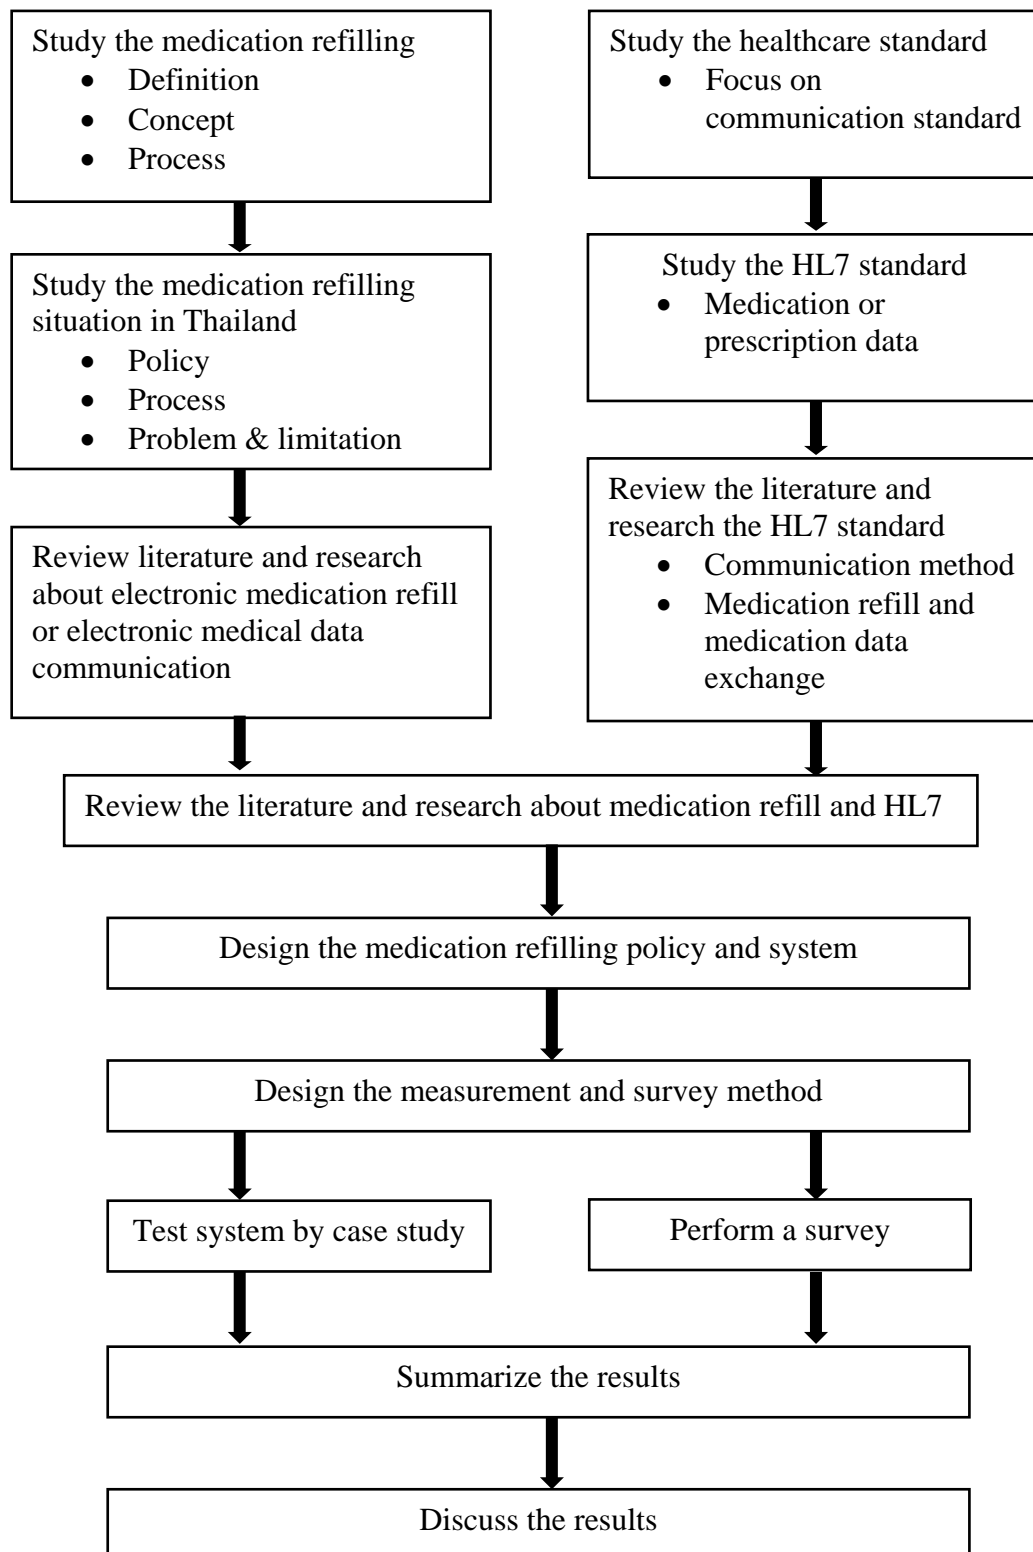 Study the medication refilling
• Definition
• Concept
• Process
Study the healthcare standard
• Focus on
communication standard
Study the medication refilling
situation in Thailand
• Policy
• Process
• Problem & limitation
Study the HL7 standard
• Medication or
prescription data
Review literature and research
about electronic medication refill
or electronic medical data
communication
Review the literature and
research the HL7 standard
• Communication method
• Medication refill and
medication data
exchange
Review the literature and research about medication refill and HL7
Design the medication refilling policy and system
Design the measurement and survey method
Test system by case study
Perform a survey
Summarize the results
Discuss the results